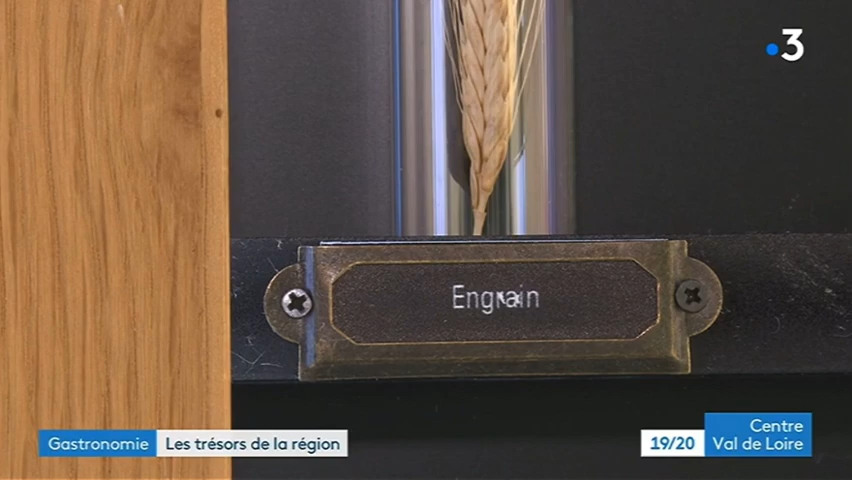 3
Engrain
Gastronomie Les trésors de la région
19/20 Centre
Val de Loire